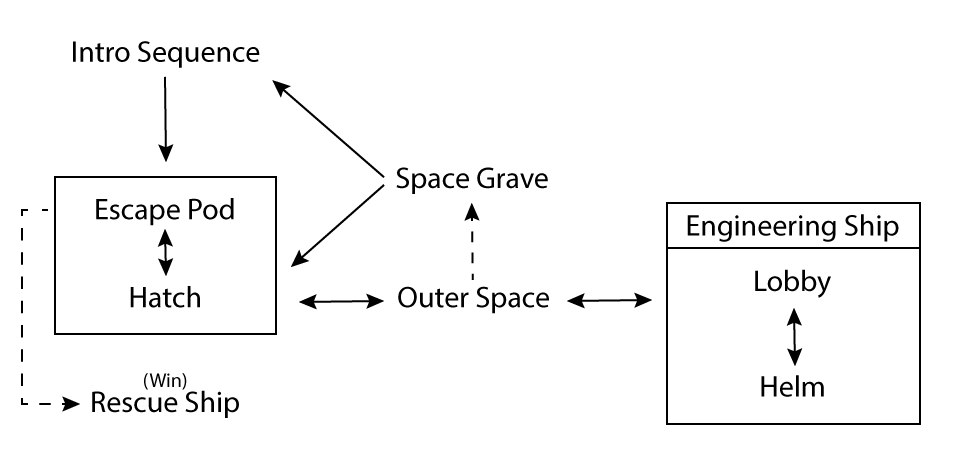 Intro Sequence
Space Grave
Escape Pod
Hatch
Outer Space
Engineering Ship
Lobby
Helm
(Win)
Rescue Ship